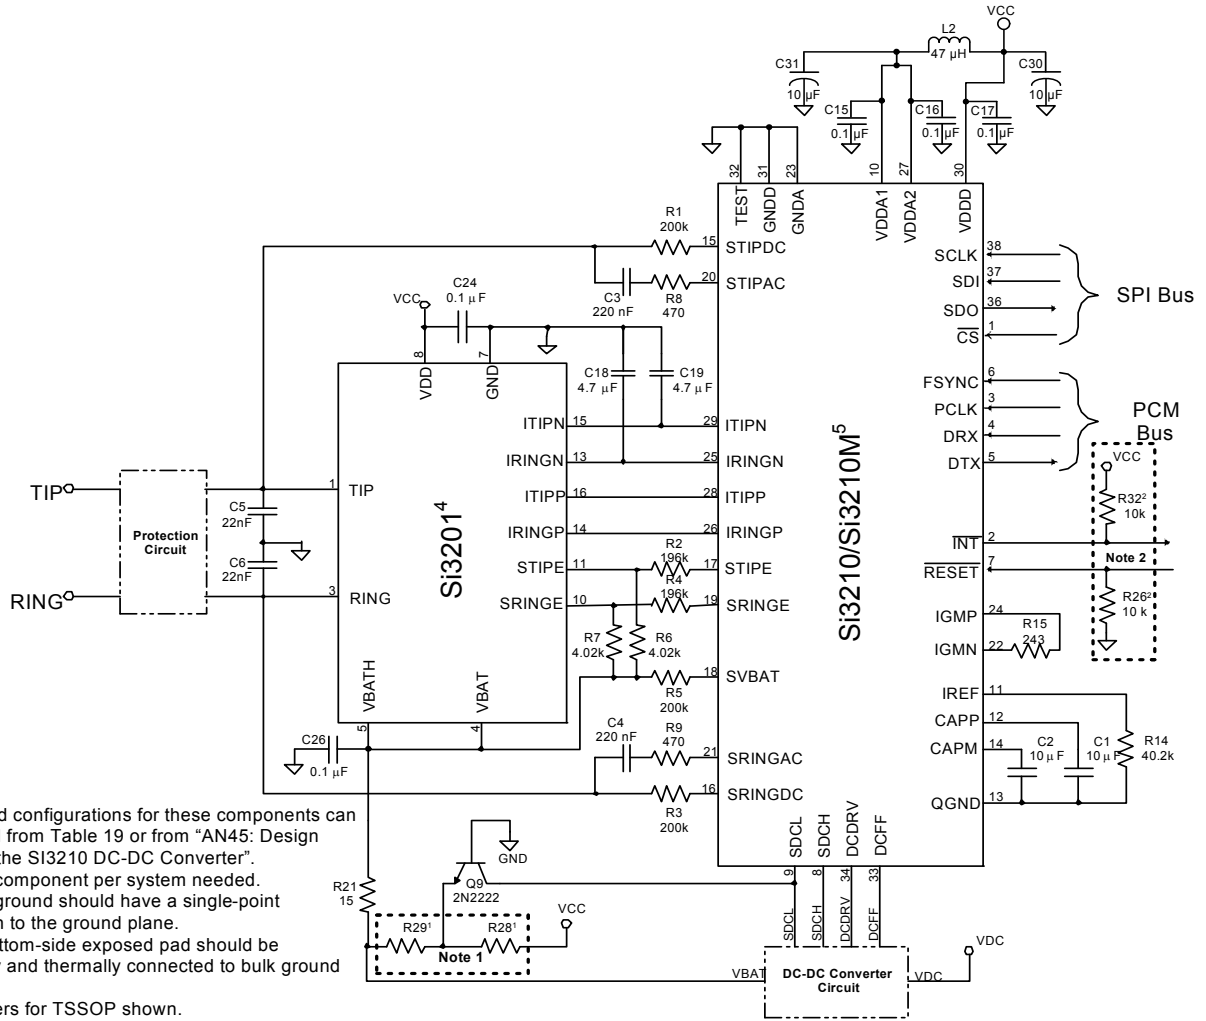 VCC
L2
47 µH
C31
10 µF
C30
10 µF
C15
0.1 µF
C16
0.1 µF
C17
0.1 µF
32
31
23
10
27
30
TEST
GNDD
GNDA
VDDA1
VDDA2
VDDD
R1
200k
15
STIPDC
C3
220 nF
R8
470
20
STIPAC
SCLK
38
SDI
37
SDO
36
CS
1
SPI Bus
C24
0.1 µF
VCC
8
7
VDD
GND
C18
4.7 µF
C19
4.7 µF
FSYNC
6
PCLK
3
DRX
4
DTX
5
PCM
Bus
ITIPN
15
29
ITIPN
IRINGN
13
25
IRINGN
ITIPP
16
28
ITIPP
IRINGP
14
26
IRINGP
STIPE
11
R2
196k
17
STIPE
SRINGE
10
R4
196k
19
SRINGE
Si3201⁴
Si3210/Si3210M⁵
TIP
RING
Protection
Circuit
C5
22nF
C6
22nF
1
TIP
3
RING
VCC
R32²
10k
INT
2
Note 2
RESET
7
R26²
10 k
IGMP
24
R15
243
IGMN
22
R7
4.02k
R6
4.02k
18
SVBAT
R5
200k
VBATH
VBAT
5
4
C26
0.1 µF
C4
220 nF
R9
470
21
SRINGAC
16
SRINGDC
R3
200k
IREF
11
CAPP
12
CAPM
14
QGND
13
C2
10 µF
C1
10 µF
R14
40.2k
SDCL
SDCH
DCDRV
DCFF
9
8
34
33
SDCL
SDCH
DCDRV
DCFF
d configurations for these components can
from Table 19 or from “AN45: Design
the SI3210 DC-DC Converter”.
component per system needed.
ground should have a single-point
n to the ground plane.
ttom-side exposed pad should be
and thermally connected to bulk ground
ers for TSSOP shown.
GND
Q9
2N2222
R21
15
R29¹
R28¹
Note 1
VCC
VBAT
DC-DC Converter
Circuit
VDC
VDC